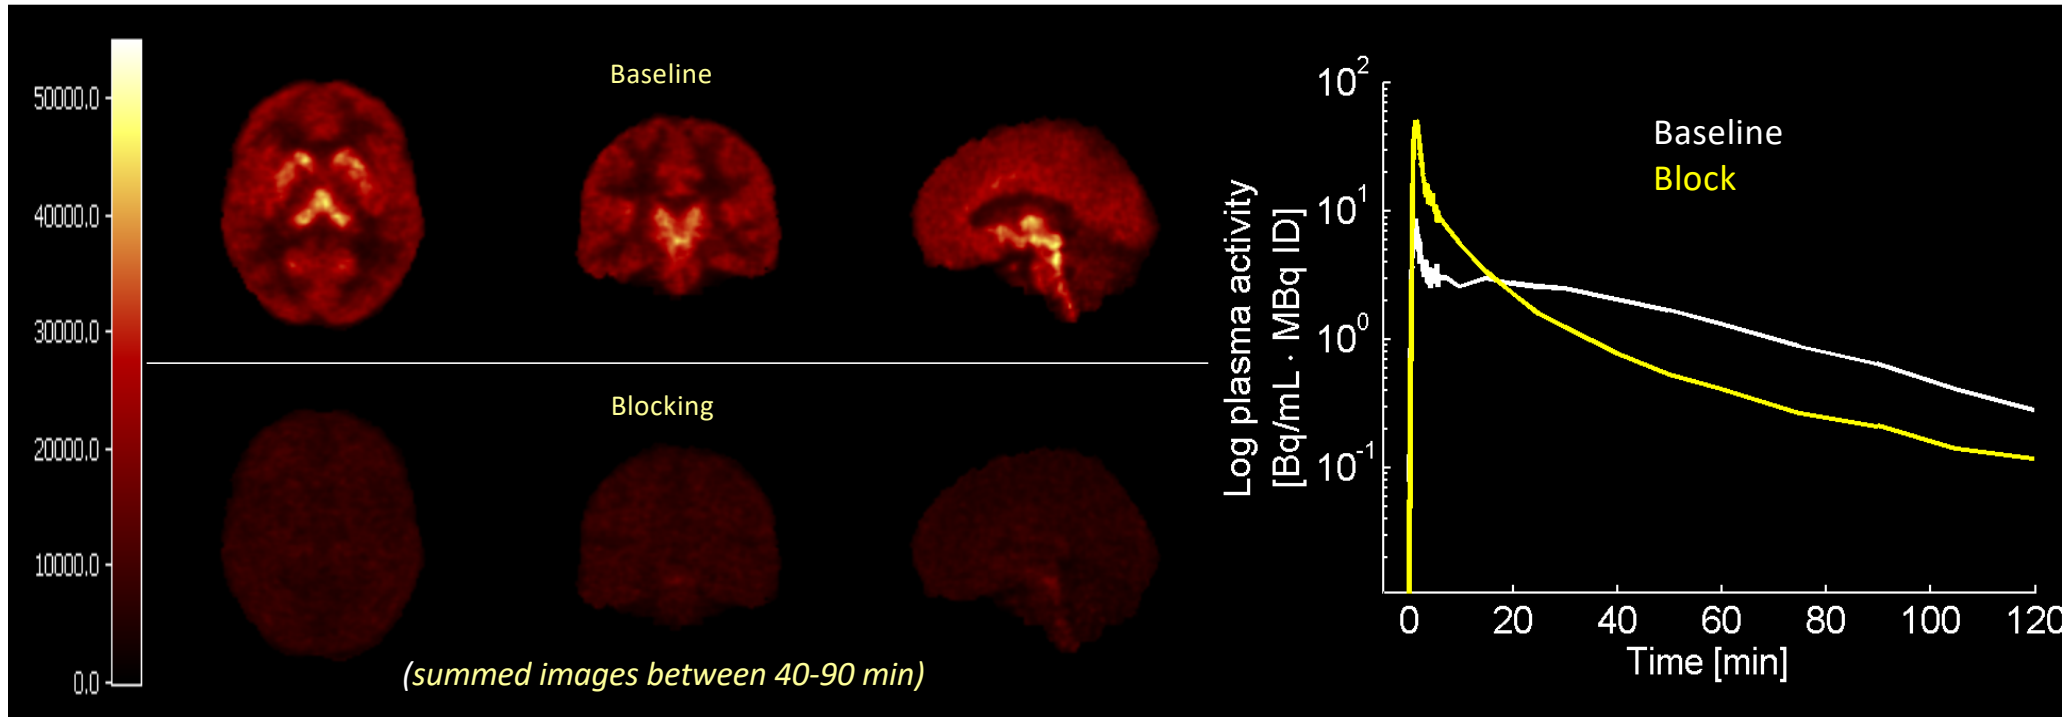 50000.0
40000.0
30000.0
20000.0
10000.0
0.0
Baseline
Blocking
(summed images between 40-90 min)
Log plasma activity
[Bq/mL · MBq ID]
10²
10¹
10⁰
10⁻¹
Baseline
Block
0 20 40 60 80 100 120
Time [min]